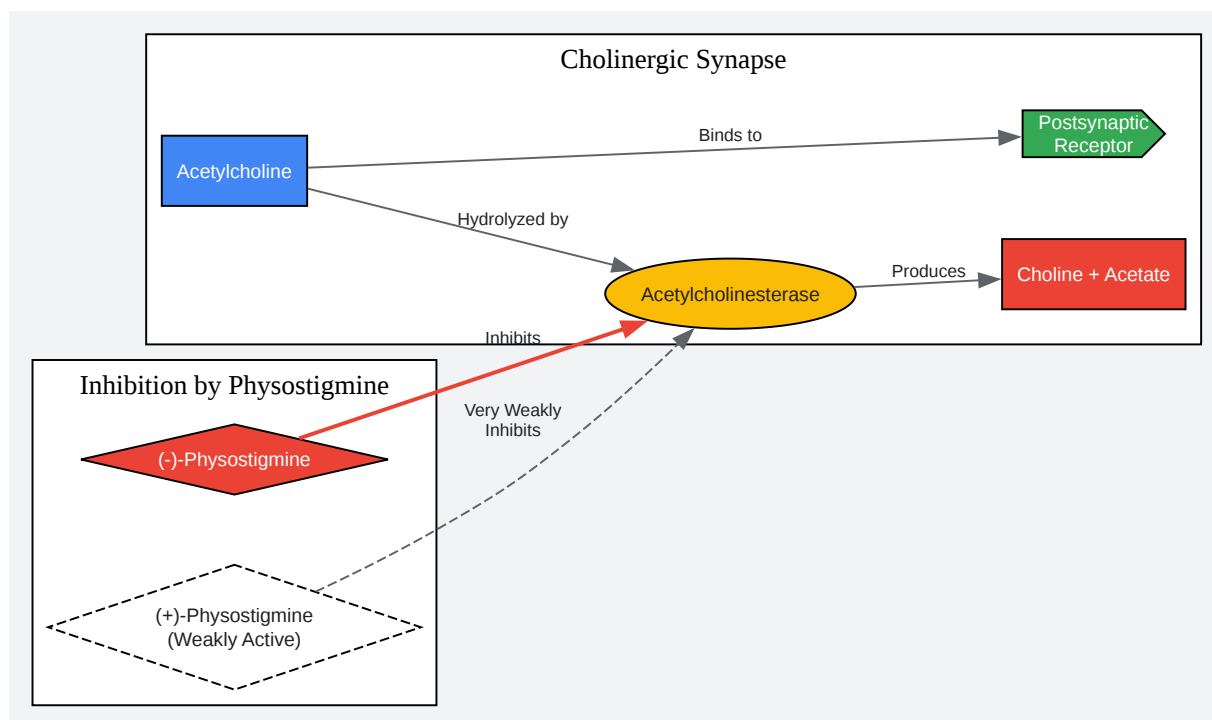 Cholinergic Synapse
Binds to
Postsynaptic
Receptor
Acetylcholine
Hydrolyzed by
Produces
Choline + Acetate
Acetylcholinesterase
Inhibits
Inhibition by Physostigmine
Very Weakly
Inhibits
(-)-Physostigmine
(+)-Physostigmine
(Weakly Active)